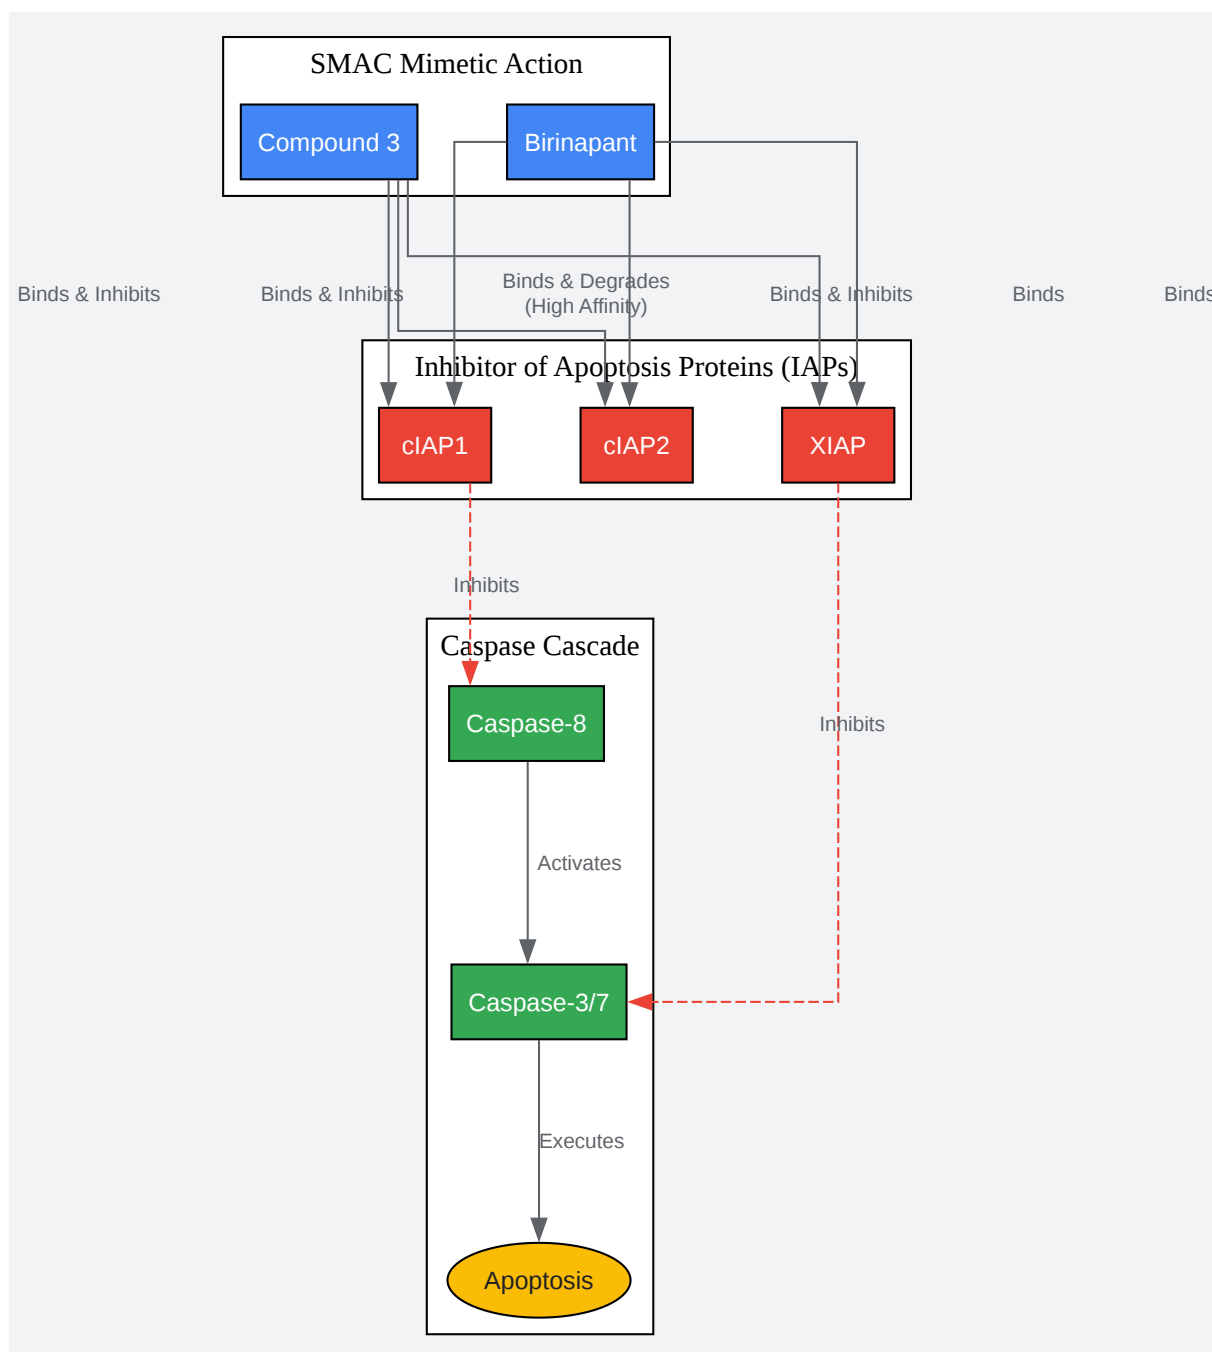 SMAC Mimetic Action
Compound 3
Birinapant
Binds & Inhibits
Binds & Inhibits
Binds & Degrades
(High Affinity)
Binds & Inhibits
Binds
Binds
Inhibitor of Apoptosis Proteins (IAPs)
cIAP1
cIAP2
XIAP
Inhibits
Caspase Cascade
Caspase-8
Inhibits
Activates
Caspase-3/7
Executes
Apoptosis